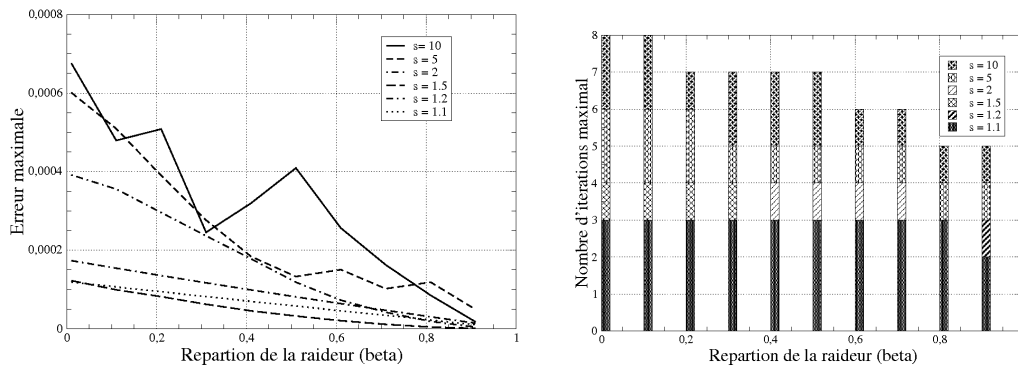 0,0008
0,0006
0,0004
0,0002
0
Erreur maximale
s= 10
s = 5
s = 2
s = 1.5
s = 1.2
s = 1.1
0
0,2
0,4
0,6
0,8
1
Repartion de la raideur (beta)
8
7
6
5
4
3
2
1
0
Nombre d'iterations maximal
s = 10
s = 5
s = 2
s = 1.5
s = 1.2
s = 1.1
0
0,2
0,4
0,6
0,8
Repartion de la raideur (beta)